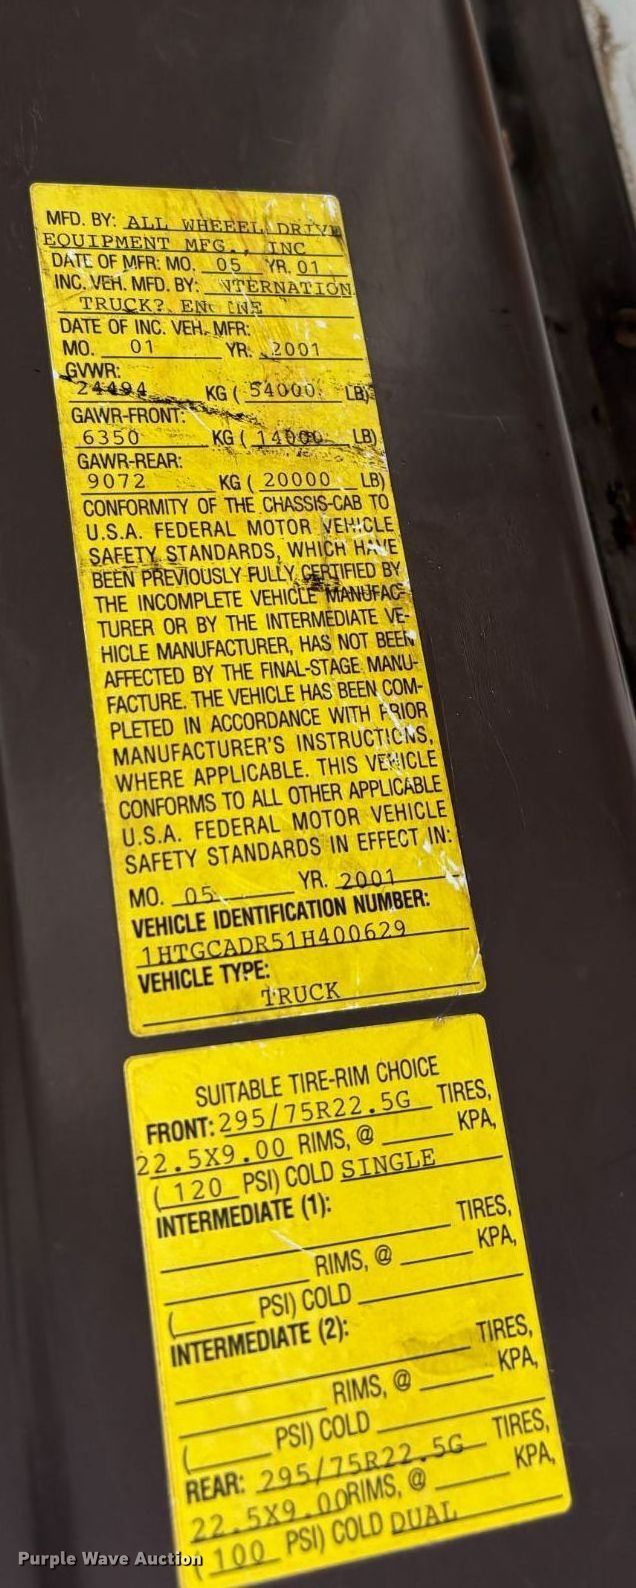 MFD. BY: ALL WHEEEL DRIVE
EQUIPMENT MFG., INC
DATE OF MFR: MO. 05 YR. 01
INC. VEH. MFD. BY: NTERNATION
TRUCK? EN INE
DATE OF INC. VEH. MFR:
MO. 01 YR. 2001
GVWR:
24494 KG ( 54000 LB)
GAWR-FRONT:
6350 KG ( 14000 LB)
GAWR-REAR:
9072 KG ( 20000 LB)
CONFORMITY OF THE CHASSIS-CAB TO
U.S.A. FEDERAL MOTOR VEHICLE
SAFETY STANDARDS, WHICH HAVE
BEEN PREVIOUSLY FULLY CERTIFIED BY
THE INCOMPLETE VEHICLE MANUFAC-
TURER OR BY THE INTERMEDIATE VE-
HICLE MANUFACTURER, HAS NOT BEEN
AFFECTED BY THE FINAL-STAGE MANU-
FACTURE. THE VEHICLE HAS BEEN COM-
PLETED IN ACCORDANCE WITH PRIOR
MANUFACTURER'S INSTRUCTIONS,
WHERE APPLICABLE. THIS VEHICLE
CONFORMS TO ALL OTHER APPLICABLE
U.S.A. FEDERAL MOTOR VEHICLE
SAFETY STANDARDS IN EFFECT IN:
MO. 05 YR. 2001
VEHICLE IDENTIFICATION NUMBER:
1HTGCADR51H400629
VEHICLE TYPE:
TRUCK
SUITABLE TIRE-RIM CHOICE
FRONT: 295/75R22.5G TIRES,
22.5X9.00 RIMS, @ KPA,
( 120 PSI) COLD SINGLE
INTERMEDIATE (1):
TIRES,
RIMS, @ KPA,
( PSI) COLD
INTERMEDIATE (2):
TIRES,
RIMS, @ KPA,
( PSI) COLD
REAR: 295/75R22.5G TIRES,
22.5X9.00 RIMS, @ KPA,
( 100 PSI) COLD DUAL
Purple Wave Auction